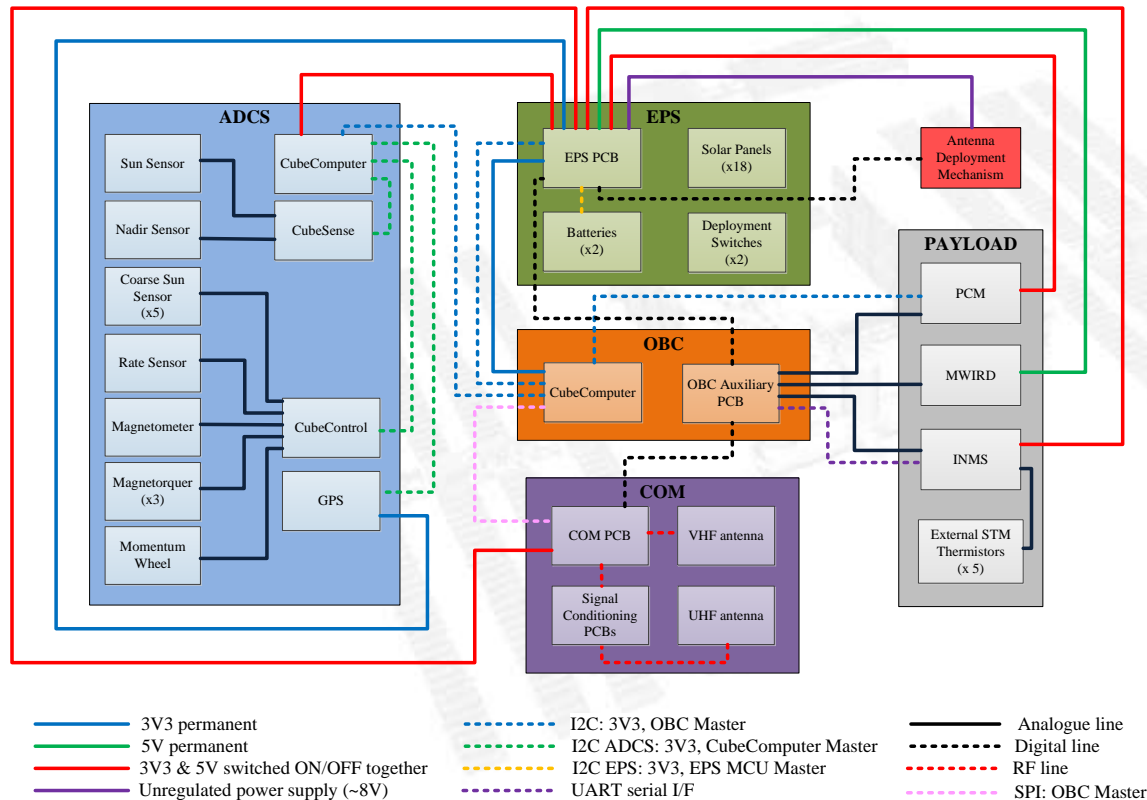 ADCS
Sun Sensor
CubeComputer
Nadir Sensor
CubeSense
Coarse Sun
Sensor
(x5)
Rate Sensor
Magnetometer
CubeControl
Magnetorquer
(x3)
GPS
Momentum
Wheel
EPS
EPS PCB
Solar Panels
(x18)
Batteries
(x2)
Deployment
Switches
(x2)
Antenna
Deployment
Mechanism
OBC
CubeComputer
OBC Auxiliary
PCB
PAYLOAD
PCM
MWIRD
INMS
External STM
Thermistors
(x 5)
COM
COM PCB
VHF antenna
Signal
Conditioning
PCBs
UHF antenna
3V3 permanent
5V permanent
3V3 & 5V switched ON/OFF together
Unregulated power supply (~8V)
I2C: 3V3, OBC Master
I2C ADCS: 3V3, CubeComputer Master
I2C EPS: 3V3, EPS MCU Master
UART serial I/F
Analogue line
Digital line
RF line
SPI: OBC Master